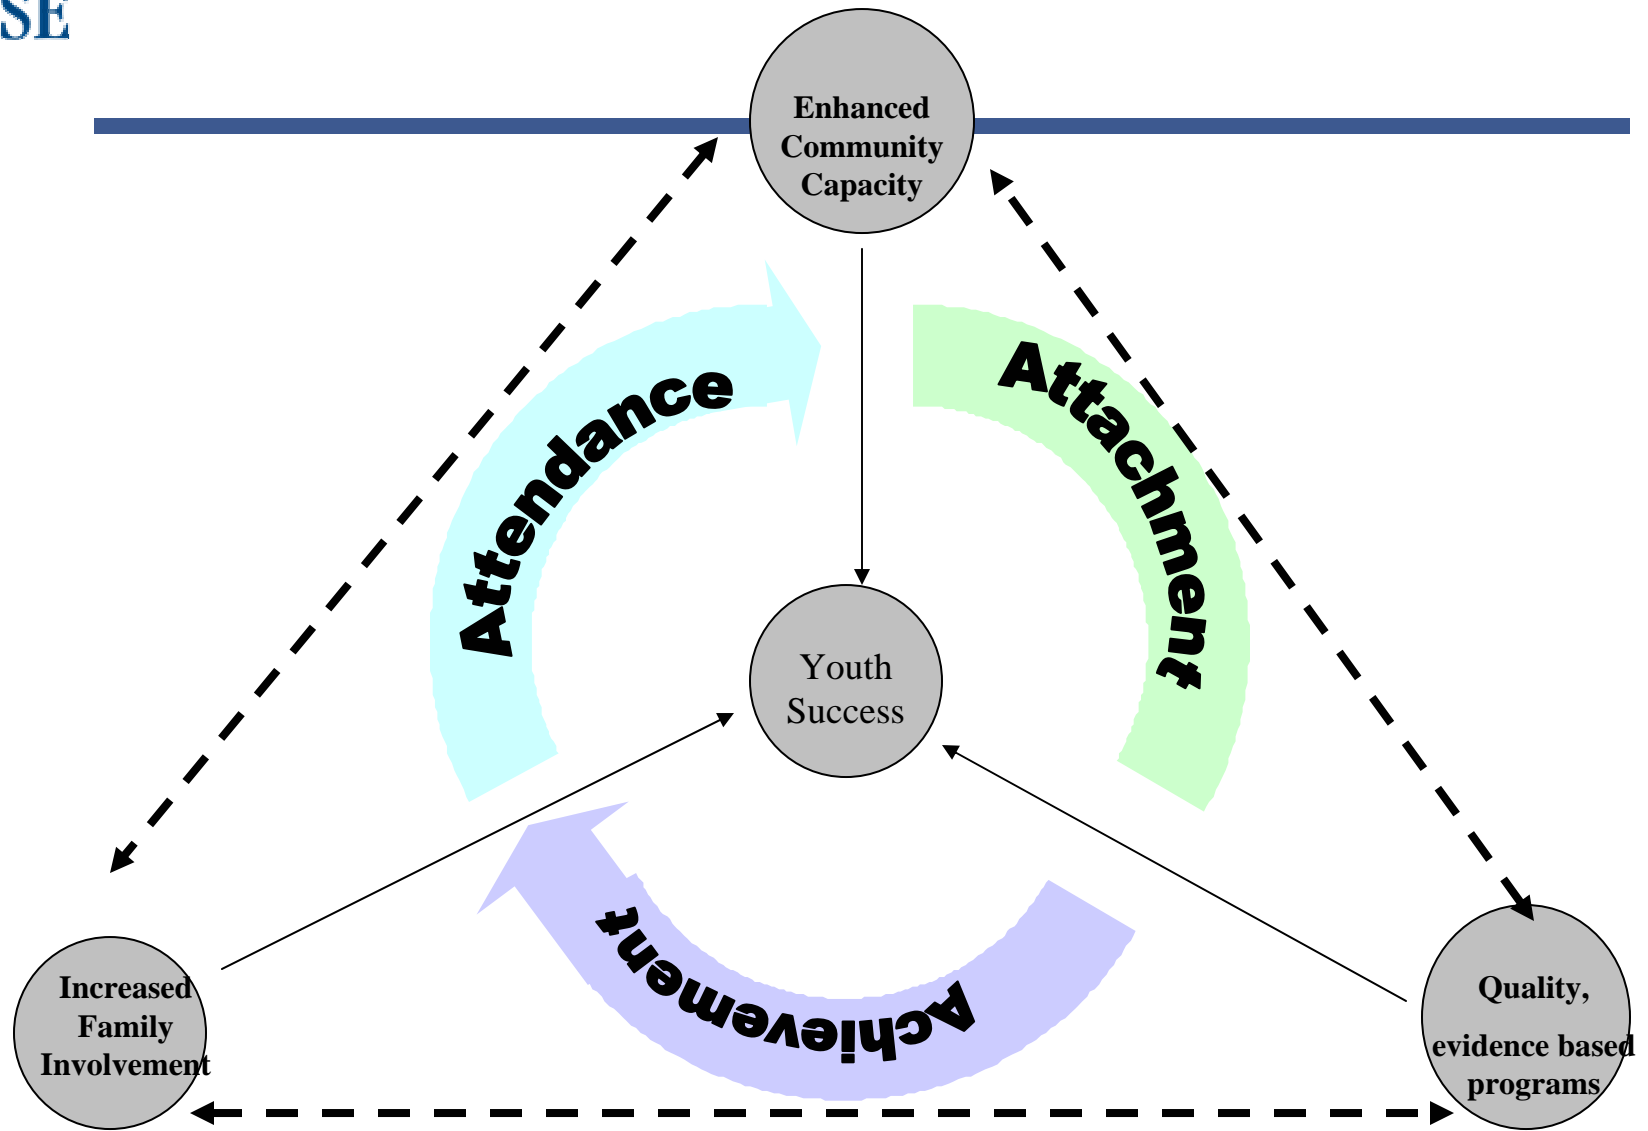 SE
Enhanced
Community
Capacity
Attendance
Attachment
Youth
Success
Achievement
Increased
Family
Involvement
Quality,
evidence based
programs